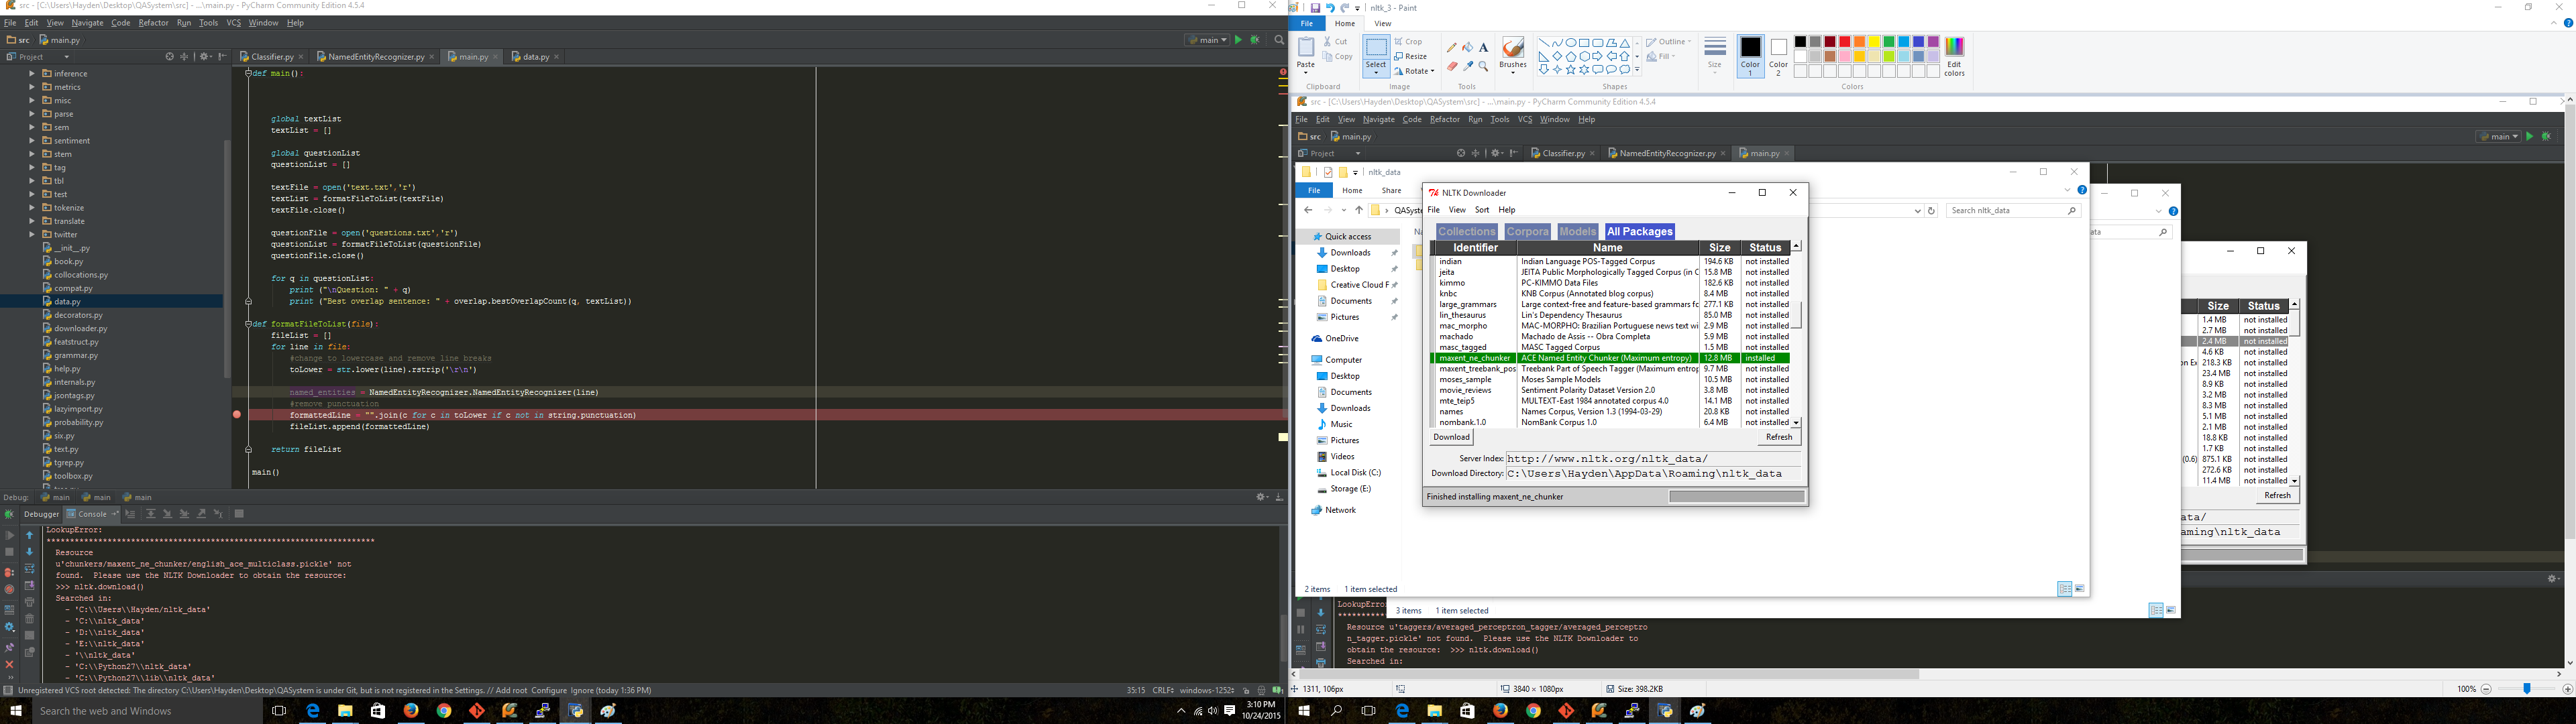 src - [C:\Users\Hayden\Desktop\QASystem\src] - ...\main.py - PyCharm Community Edition 4.5.4
File Edit View Navigate Code Refactor Run Tools VCS Window Help
src main.py
main
Project
Classifier.py NamedEntityRecognizer.py main.py data.py
inference
metrics
misc
parse
sem
sentiment
stem
tag
tbl
test
tokenize
translate
twitter
__init__.py
book.py
collocations.py
compat.py
data.py
decorators.py
downloader.py
featstruct.py
grammar.py
help.py
internals.py
jsontags.py
lazyimport.py
probability.py
six.py
text.py
tgrep.py
toolbox.py
def main():
global textList
textList = []
global questionList
questionList = []
textFile = open('text.txt','r')
textList = formatFileToList(textFile)
textFile.close()
questionFile = open('questions.txt','r')
questionList = formatFileToList(questionFile)
questionFile.close()
for q in questionList:
print ("\nQuestion: " + q)
print ("Best overlap sentence: " + overlap.bestOverlapCount(q, textList))
def formatFileToList(file):
fileList = []
for line in file:
#change to lowercase and remove line breaks
toLower = str.lower(line).rstrip('\r\n')
named_entities = NamedEntityRecognizer.NamedEntityRecognizer(line)
#remove punctuation
formattedLine = "".join(c for c in toLower if c not in string.punctuation)
fileList.append(formattedLine)
return fileList
main()
Debug: main main main
Debugger Console
LookupError:
**********************************************************************
Resource
u'chunkers/maxent_ne_chunker/english_ace_multiclass.pickle' not
found. Please use the NLTK Downloader to obtain the resource:
>>> nltk.download()
Searched in:
- 'C:\\Users\\Hayden/nltk_data'
- 'C:\\nltk_data'
- 'D:\\nltk_data'
- 'E:\\nltk_data'
- '\\nltk_data'
- 'C:\\Python27\\nltk_data'
- 'C:\\Python27\\lib\\nltk_data'
Unregistered VCS root detected: The directory C:\Users\Hayden\Desktop\QASystem is under Git, but is not registered in the Settings. // Add root Configure Ignore (today 1:36 PM)
35:15 CRLF windows-1252
Search the web and Windows
3:10 PM
10/24/2015
nltk_3 - Paint
File Home View
Paste Cut Copy
Clipboard
Select Crop Resize Rotate
Image
Tools
Brushes
Outline
Fill
Shapes
Size
Color 1
Color 2
Edit colors
Colors
src - [C:\Users\Hayden\Desktop\QASystem\src] - ...\main.py - PyCharm Community Edition 4.5.4
File Edit View Navigate Code Refactor Run Tools VCS Window Help
src main.py
main
Project
Classifier.py NamedEntityRecognizer.py main.py
nltk_data
File Home Share
QASyste
Search nltk_data
Quick access
Downloads
Desktop
Creative Cloud F
Documents
Pictures
OneDrive
Computer
Desktop
Documents
Downloads
Music
Pictures
Videos
Local Disk (C:)
Storage (E:)
Network
2 items 1 item selected
3 items 1 item selected
NLTK Downloader
File View Sort Help
Collections Corpora Models All Packages
Identifier Name Size Status
indian Indian Language POS-Tagged Corpus 194.6 KB not installed
jeita JEITA Public Morphologically Tagged Corpus (in C 15.8 MB not installed
kimmo PC-KIMMO Data Files 182.6 KB not installed
knbc KNB Corpus (Annotated blog corpus) 8.4 MB not installed
large_grammars Large context-free and feature-based grammars fo 277.1 KB not installed
lin_thesaurus Lin's Dependency Thesaurus 85.0 MB not installed
mac_morpho MAC-MORPHO: Brazilian Portuguese news text wi 2.9 MB not installed
machado Machado de Assis -- Obra Completa 5.9 MB not installed
masc_tagged MASC Tagged Corpus 1.5 MB not installed
maxent_ne_chunker ACE Named Entity Chunker (Maximum entropy) 12.8 MB installed
maxent_treebank_pos Treebank Part of Speech Tagger (Maximum entrop 9.7 MB not installed
moses_sample Moses Sample Models 10.5 MB not installed
movie_reviews Sentiment Polarity Dataset Version 2.0 3.8 MB not installed
mte_teip5 MULTEXT-East 1984 annotated corpus 4.0 14.1 MB not installed
names Names Corpus, Version 1.3 (1994-03-29) 20.8 KB not installed
nombank.1.0 NomBank Corpus 1.0 6.4 MB not installed
Download Refresh
Server Index: http://www.nltk.org/nltk_data/
Download Directory: C:\Users\Hayden\AppData\Roaming\nltk_data
Finished installing maxent_ne_chunker
ata
Size Status
1.4 MB not installed
2.7 MB not installed
2.4 MB not installed
4.6 KB not installed
on Ex 218.3 KB not installed
23.4 MB not installed
8.9 KB not installed
3.2 MB not installed
8.3 MB not installed
5.1 MB not installed
2.1 MB not installed
18.8 KB not installed
1.7 KB not installed
(0.6) 875.1 KB not installed
272.6 KB not installed
11.4 MB not installed
Refresh
ata/
aming\nltk_data
LookupError
Resource u'taggers/averaged_perceptron_tagger/averaged_perceptro
n_tagger.pickle' not found. Please use the NLTK Downloader to
obtain the resource: >>> nltk.download()
Searched in:
1311, 106px
3840 × 1080px
Size: 398.2KB
100%